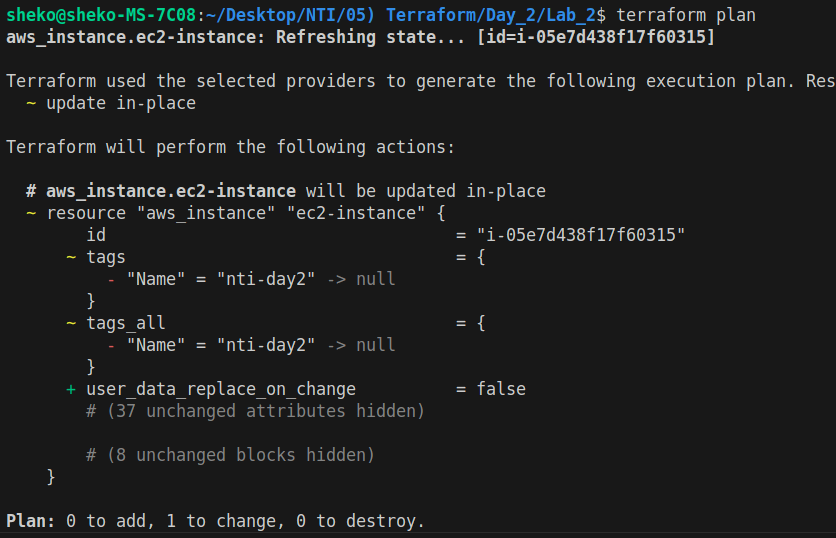 sheko@sheko-MS-7C08:~/Desktop/NTI/05) Terraform/Day_2/Lab_2$ terraform plan
aws_instance.ec2-instance: Refreshing state... [id=i-05e7d438f17f60315]
Terraform used the selected providers to generate the following execution plan. Res
~ update in-place
Terraform will perform the following actions:
# aws_instance.ec2-instance will be updated in-place
~ resource "aws_instance" "ec2-instance" {
id = "i-05e7d438f17f60315"
~ tags = {
- "Name" = "nti-day2" -> null
}
~ tags_all = {
- "Name" = "nti-day2" -> null
}
+ user_data_replace_on_change = false
# (37 unchanged attributes hidden)
# (8 unchanged blocks hidden)
}
Plan: 0 to add, 1 to change, 0 to destroy.